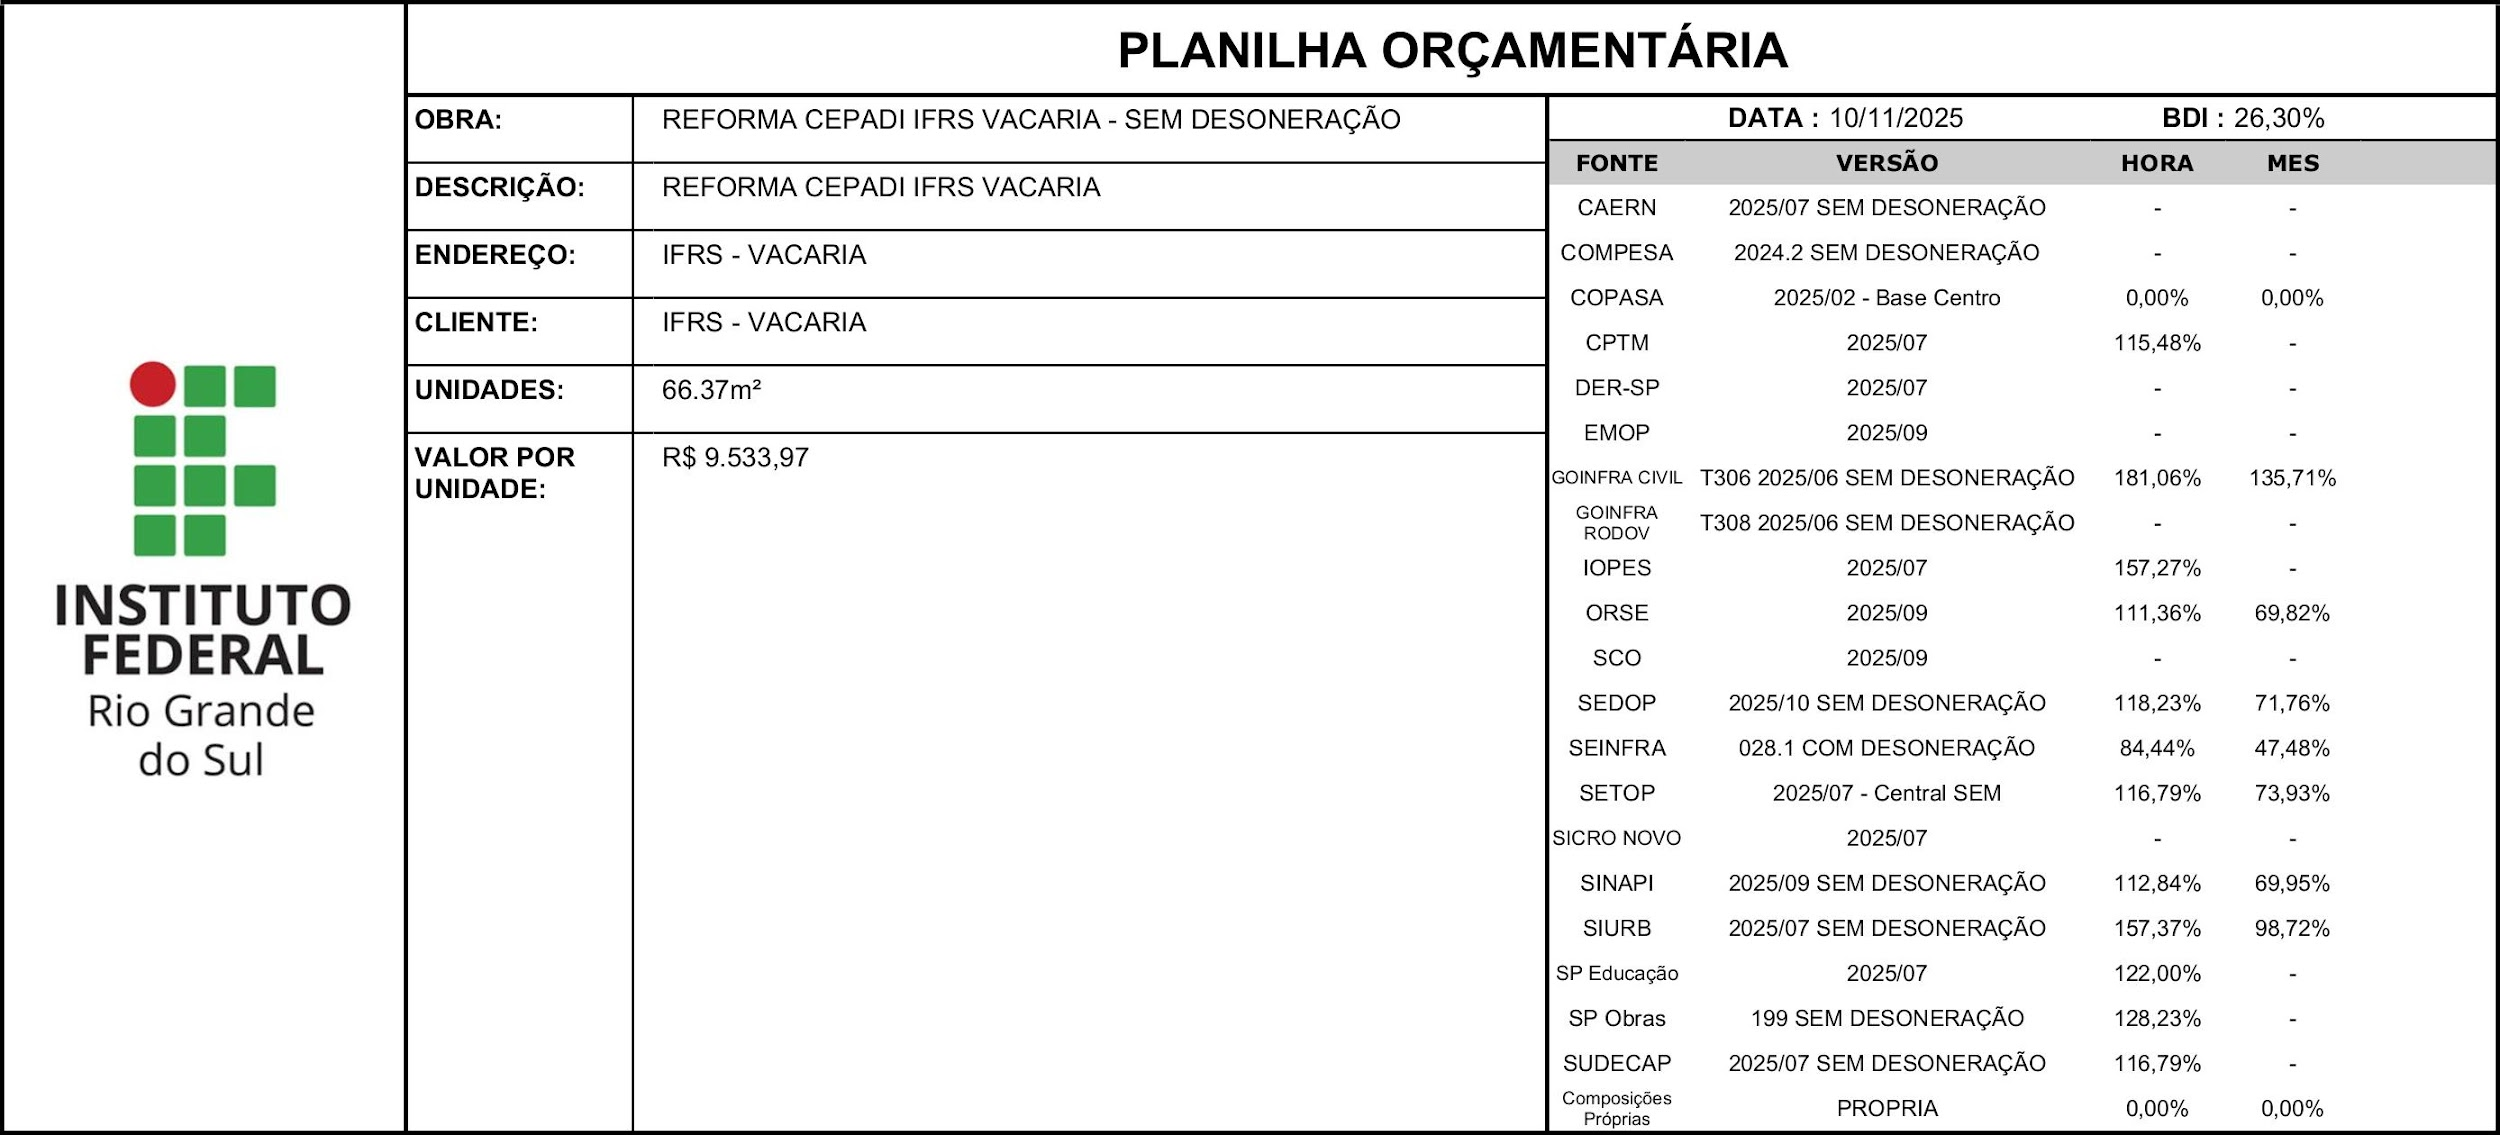 PLANILHA ORÇAMENTÁRIA
INSTITUTO
FEDERAL
Rio Grande
do Sul
OBRA: REFORMA CEPADI IFRS VACARIA - SEM DESONERAÇÃO
DESCRIÇÃO: REFORMA CEPADI IFRS VACARIA
ENDEREÇO: IFRS - VACARIA
CLIENTE: IFRS - VACARIA
UNIDADES: 66.37m²
VALOR POR R$ 9.533,97
UNIDADE:
DATA : 10/11/2025 BDI : 26,30%
FONTE VERSÃO HORA MES
CAERN 2025/07 SEM DESONERAÇÃO - -
COMPESA 2024.2 SEM DESONERAÇÃO - -
COPASA 2025/02 - Base Centro 0,00% 0,00%
CPTM 2025/07 115,48% -
DER-SP 2025/07 - -
EMOP 2025/09 - -
GOINFRA CIVIL T306 2025/06 SEM DESONERAÇÃO 181,06% 135,71%
GOINFRA
RODOV T308 2025/06 SEM DESONERAÇÃO - -
IOPES 2025/07 157,27% -
ORSE 2025/09 111,36% 69,82%
SCO 2025/09 - -
SEDOP 2025/10 SEM DESONERAÇÃO 118,23% 71,76%
SEINFRA 028.1 COM DESONERAÇÃO 84,44% 47,48%
SETOP 2025/07 - Central SEM 116,79% 73,93%
SICRO NOVO 2025/07 - -
SINAPI 2025/09 SEM DESONERAÇÃO 112,84% 69,95%
SIURB 2025/07 SEM DESONERAÇÃO 157,37% 98,72%
SP Educação 2025/07 122,00% -
SP Obras 199 SEM DESONERAÇÃO 128,23% -
SUDECAP 2025/07 SEM DESONERAÇÃO 116,79% -
Composições
Próprias PROPRIA 0,00% 0,00%